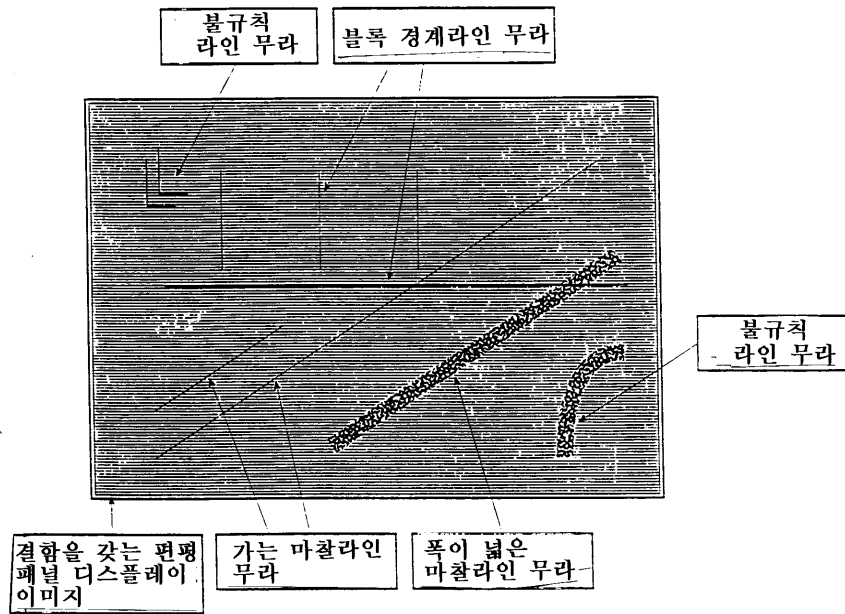 불규칙
라인 무라
블록 경계라인 무라
불규칙
라인 무라
결함을 갖는 편평
패널 디스플레이
이미지
가는 마찰라인
무라
폭이 넓은
마찰라인 무라